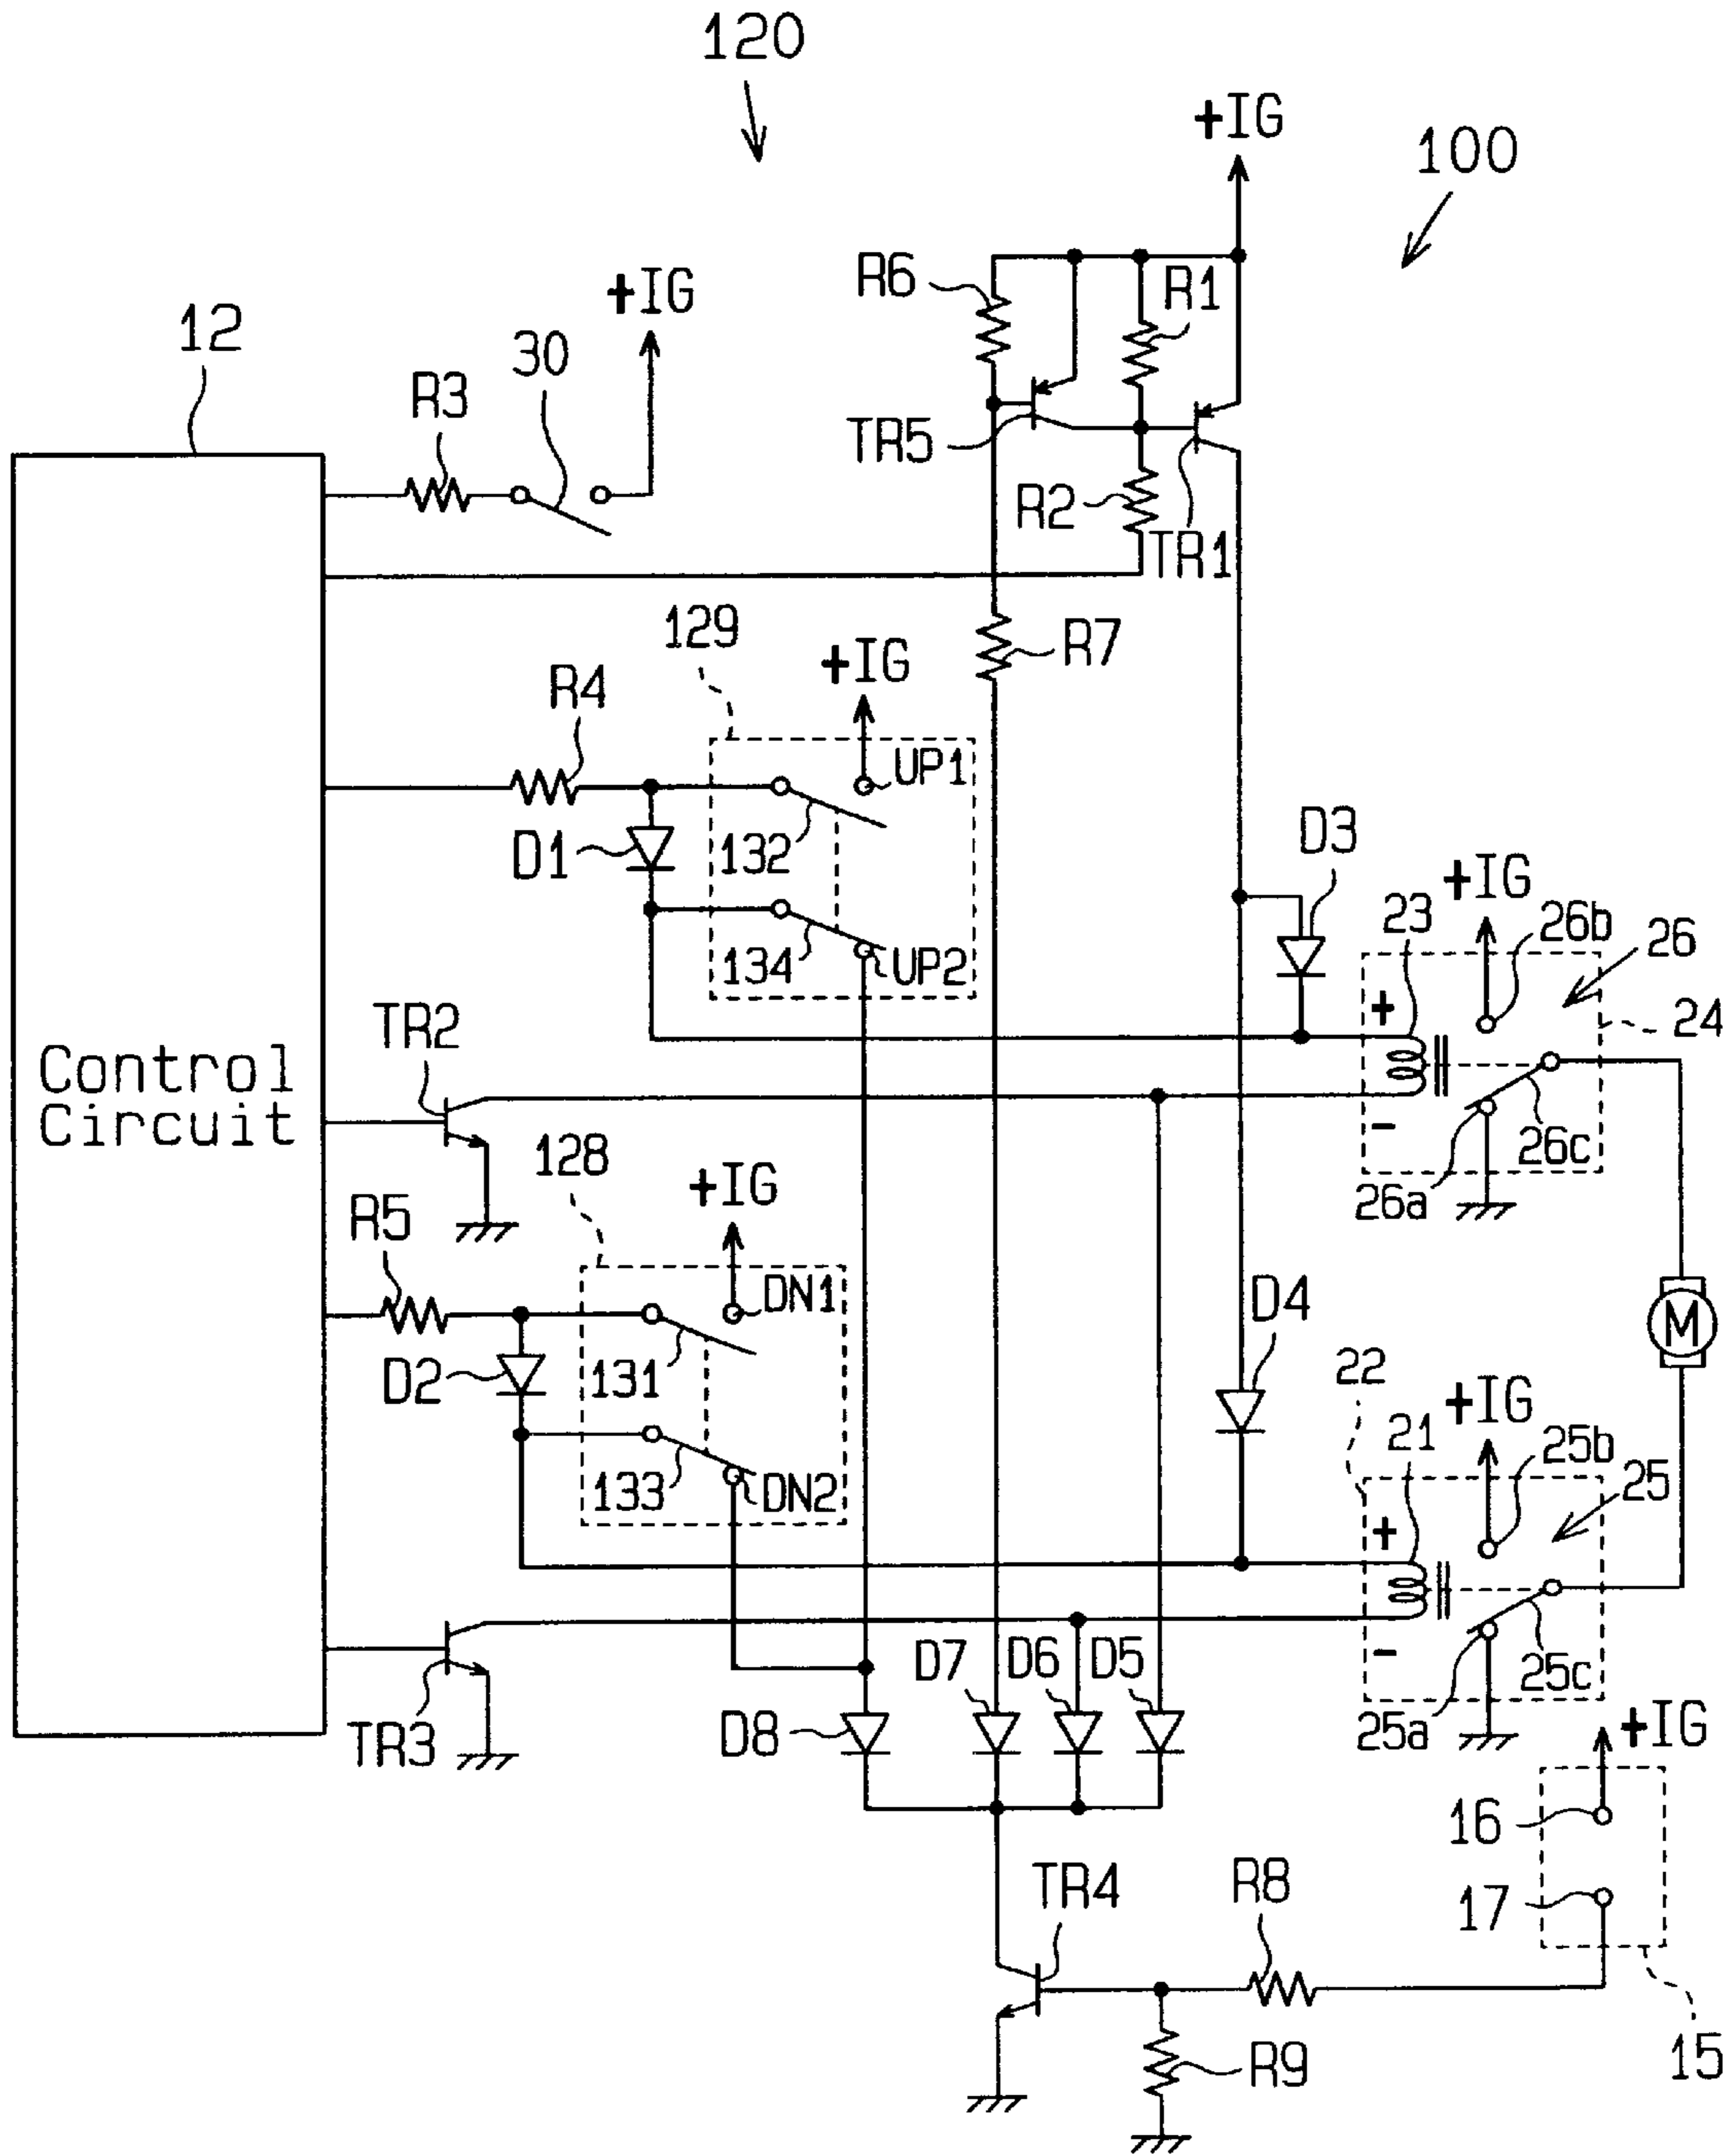 120
+IG
100
R6
R1
+IG
12
30
R3
TR5
R2
TR1
129
R7
+IG
R4
UP1
D1
132
D3
+IG
23
26b
26
134
UP2
24
TR2
+
Control
Circuit
-
26c
128
+IG
26a
R5
DN1
D4
M
D2
131
22
+IG
21
25b
25
133
DN2
+
D7
D6
D5
-
25c
TR3
D8
25a
+IG
16
TR4
R8
17
R9
15